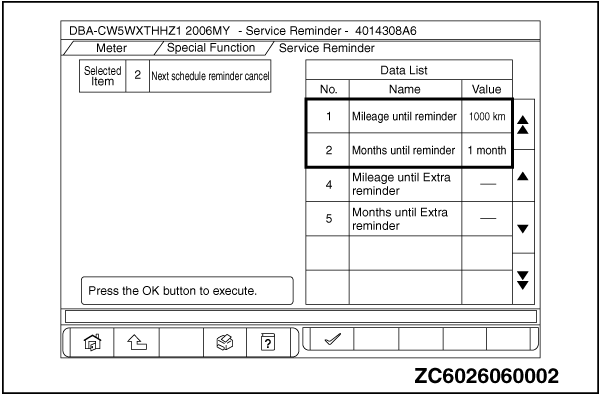 DBA-CW5WXTHHZ1 2006MY - Service Reminder - 4014308A6
Meter Special Function Service Reminder
Selected Item 2 Next schedule reminder cancel
Data List
No. Name Value
1 Mileage until reminder 1000 km
2 Months until reminder 1 month
4 Mileage until Extra reminder —
5 Months until Extra reminder —
Press the OK button to execute.
?
ZC6026060002